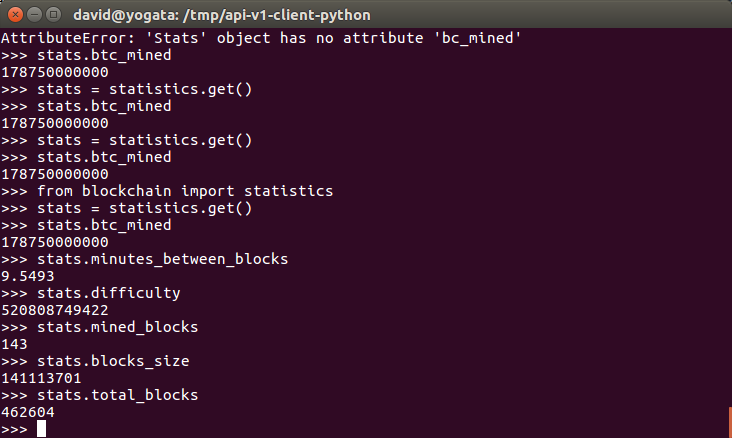 david@yogata: /tmp/api-v1-client-python
AttributeError: 'Stats' object has no attribute 'bc_mined'
>>> stats.btc_mined
178750000000
>>> stats = statistics.get()
>>> stats.btc_mined
178750000000
>>> stats = statistics.get()
>>> stats.btc_mined
178750000000
>>> from blockchain import statistics
>>> stats = statistics.get()
>>> stats.btc_mined
178750000000
>>> stats.minutes_between_blocks
9.5493
>>> stats.difficulty
520808749422
>>> stats.mined_blocks
143
>>> stats.blocks_size
141113701
>>> stats.total_blocks
462604
>>>